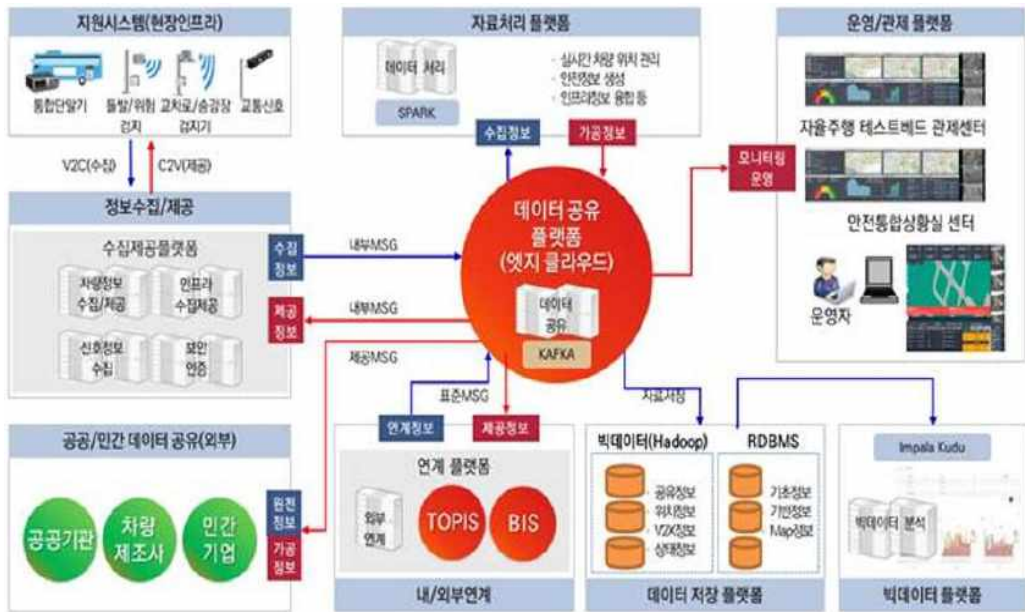 지원시스템(현장인프라)
통합단말기
돌발/위험
검지
교차로/승강장
검지기
교통신호
V2C(수집)
C2V(제공)
정보수집/제공
수집제공플랫폼
차량정보
수집/제공
인프라
수집제공
신호정보
수집
보안
인증
수집
정보
제공
정보
내부MSG
내부MSG
제공MSG
자료처리 플랫폼
데이터 처리
SPARK
· 실시간 차량 위치 관리
· 안전정보 생성
· 인프라정보 융합 등
수집정보
가공정보
데이터 공유
플랫폼
(엣지 클라우드)
데이터
공유
KAFKA
모니터링
운영
운영/관제 플랫폼
자율주행 테스트베드 관제센터
안전통합상황실 센터
운영자
공공/민간 데이터 공유(외부)
공공기관
차량
제조사
민간
기업
원천
정보
가공
정보
표준MSG
연계정보
제공정보
연계 플랫폼
외부
연계
TOPIS
BIS
내/외부연계
자료저장
빅데이터(Hadoop)
공유정보
위치정보
V2X정보
상태정보
RDBMS
기초정보
기반정보
Map정보
데이터 저장 플랫폼
Impala Kudu
빅데이터 분석
빅데이터 플랫폼